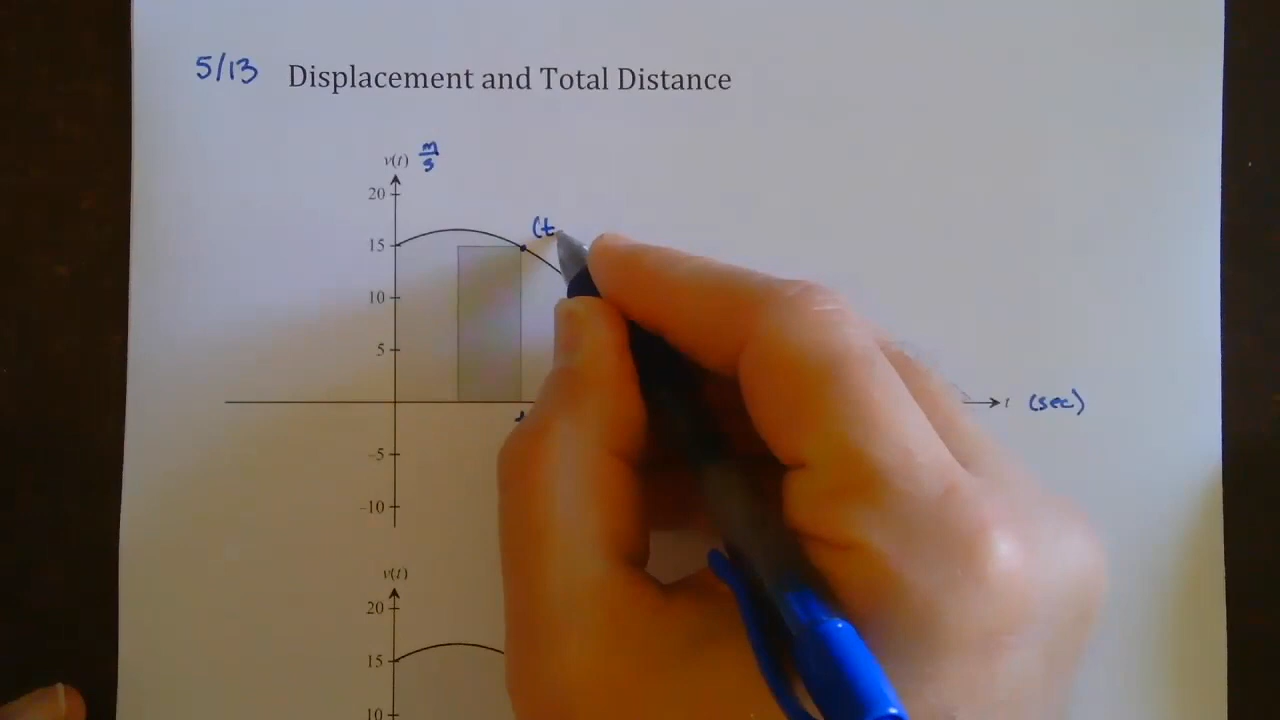 5/13 Displacement and Total Distance
v(t) m/s
20
15
(t,
10
5
t (sec)
-5
-10
v(t)
20
15
10